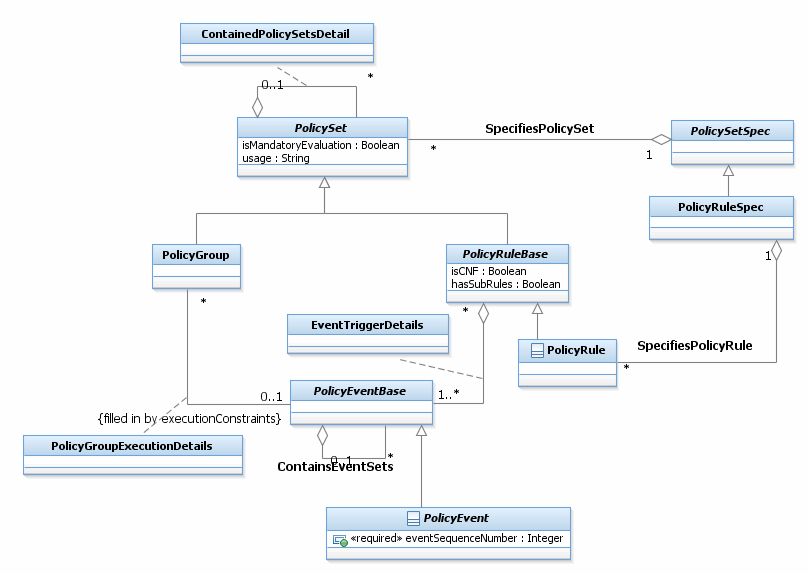 ContainedPolicySetsDetail
0..1
*
PolicySet
isMandatoryEvaluation : Boolean
usage : String
SpecifiesPolicySet
*
1
PolicySetSpec
PolicyRuleSpec
1
PolicyGroup
*
PolicyRuleBase
isCNF : Boolean
hasSubRules : Boolean
*
EventTriggerDetails
PolicyRule
SpecifiesPolicyRule
*
PolicyEventBase
0..1
1..*
{filled in by executionConstraints}
PolicyGroupExecutionDetails
0..1
*
ContainsEventSets
PolicyEvent
«required» eventSequenceNumber : Integer